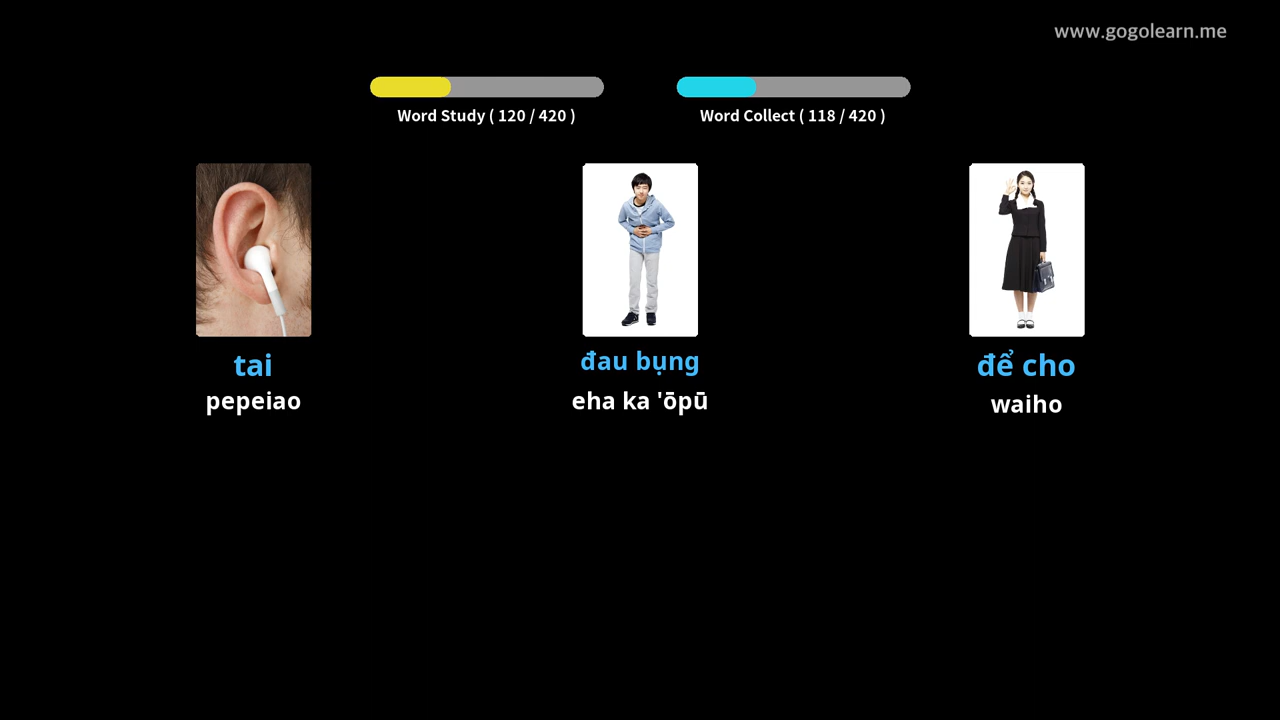 www.gogolearn.me
Word Study ( 120 / 420 )
Word Collect ( 118 / 420 )
tai
pepeiao
đau bụng
eha ka 'ōpū
để cho
waiho